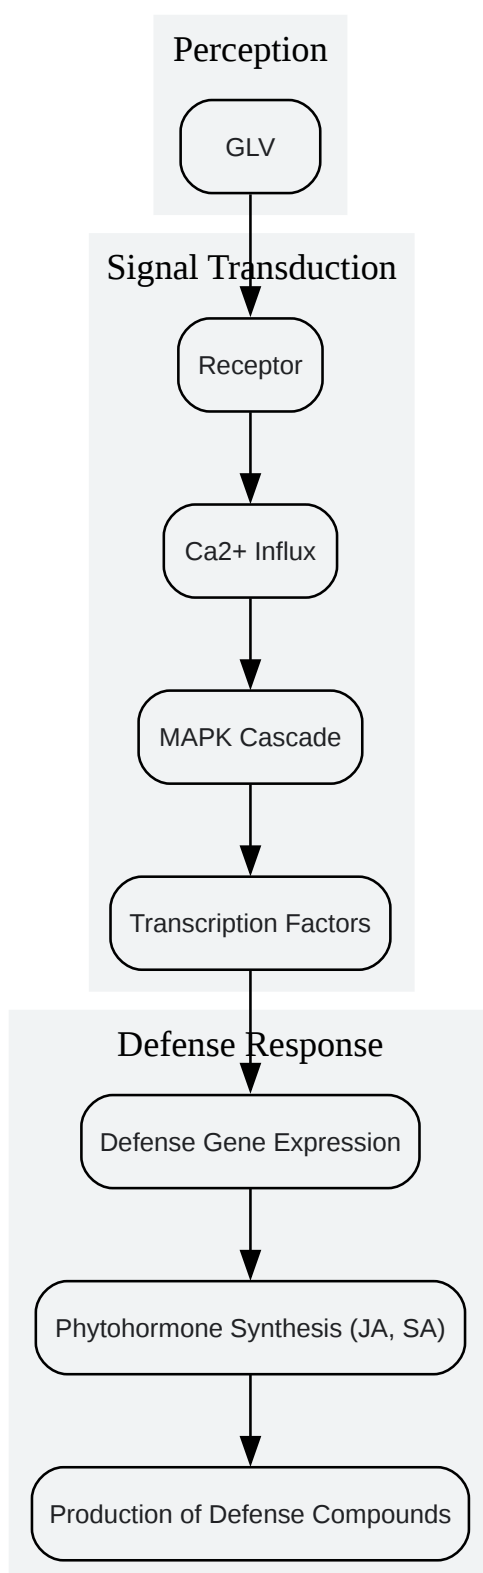 Perception
GLV
Signal Transduction
Receptor
Ca2+ Influx
MAPK Cascade
Transcription Factors
Defense Response
Defense Gene Expression
Phytohormone Synthesis (JA, SA)
Production of Defense Compounds